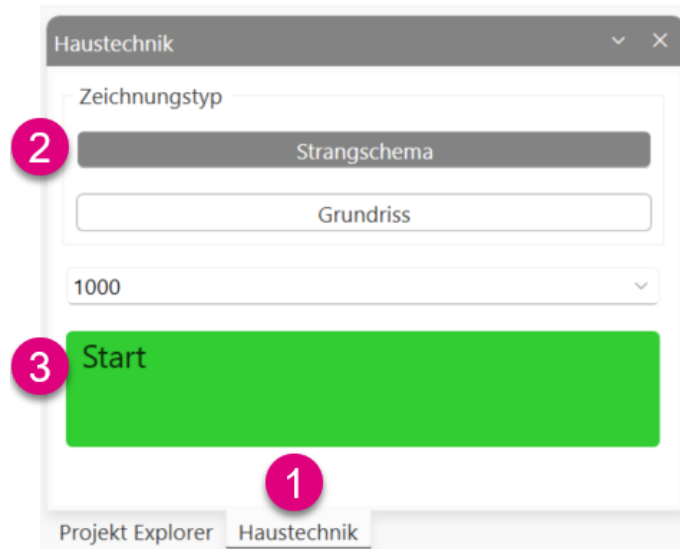 Haustechnik
Zeichnungstyp
2
Strangschema
Grundriss
1000
3
Start
1
Projekt Explorer Haustechnik